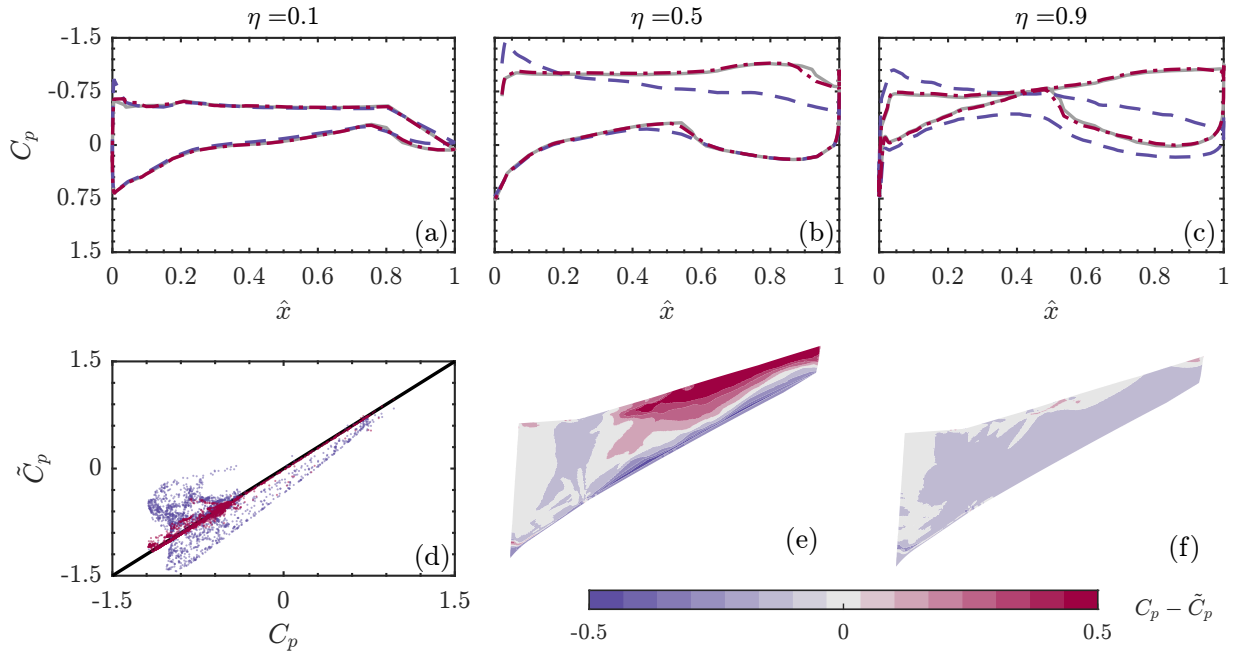 η =0.1
η =0.5
η =0.9
-1.5
-0.75
0
0.75
1.5
C_p
(a)
(b)
(c)
0 0.2 0.4 0.6 0.8 1
0 0.2 0.4 0.6 0.8 1
0 0.2 0.4 0.6 0.8 1
x̂
x̂
x̂
1.5
0
-1.5
C̃_p
(d)
(e)
(f)
-1.5 0 1.5
C_p
-0.5 0 0.5
C_p − C̃_p